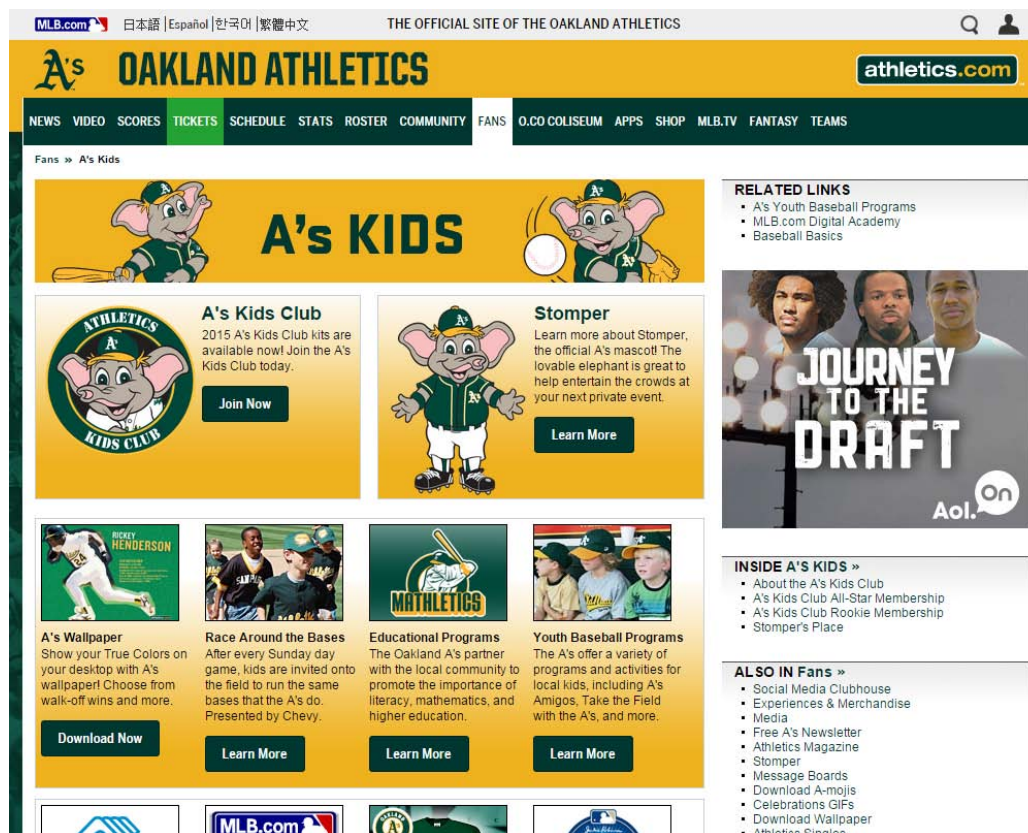 MLB.com 日本語 |Español |한국어 |繁體中文 THE OFFICIAL SITE OF THE OAKLAND ATHLETICS
A's OAKLAND ATHLETICS athletics.com
NEWS VIDEO SCORES TICKETS SCHEDULE STATS ROSTER COMMUNITY FANS O.CO COLISEUM APPS SHOP MLB.TV FANTASY TEAMS
Fans » A's Kids
A's KIDS
ATHLETICS
KIDS CLUB
A's Kids Club
2015 A's Kids Club kits are
available now! Join the A's
Kids Club today.
Join Now
Stomper
Learn more about Stomper,
the official A's mascot! The
lovable elephant is great to
help entertain the crowds at
your next private event.
Learn More
RICKEY
HENDERSON
A's Wallpaper
Show your True Colors on
your desktop with A's
wallpaper! Choose from
walk-off wins and more.
Download Now
Race Around the Bases
After every Sunday day
game, kids are invited onto
the field to run the same
bases that the A's do.
Presented by Chevy.
Learn More
MATHLETICS
Educational Programs
The Oakland A's partner
with the local community to
promote the importance of
literacy, mathematics, and
higher education.
Learn More
Youth Baseball Programs
The A's offer a variety of
programs and activities for
local kids, including A's
Amigos, Take the Field
with the A's, and more.
Learn More
MLB.com
RELATED LINKS
A's Youth Baseball Programs
MLB.com Digital Academy
Baseball Basics
JOURNEY
TO THE
DRAFT
Aol. On
INSIDE A'S KIDS »
About the A's Kids Club
A's Kids Club All-Star Membership
A's Kids Club Rookie Membership
Stomper's Place
ALSO IN Fans »
Social Media Clubhouse
Experiences & Merchandise
Media
Free A's Newsletter
Athletics Magazine
Stomper
Message Boards
Download A-mojis
Celebrations GIFs
Download Wallpaper
Athletics Singles